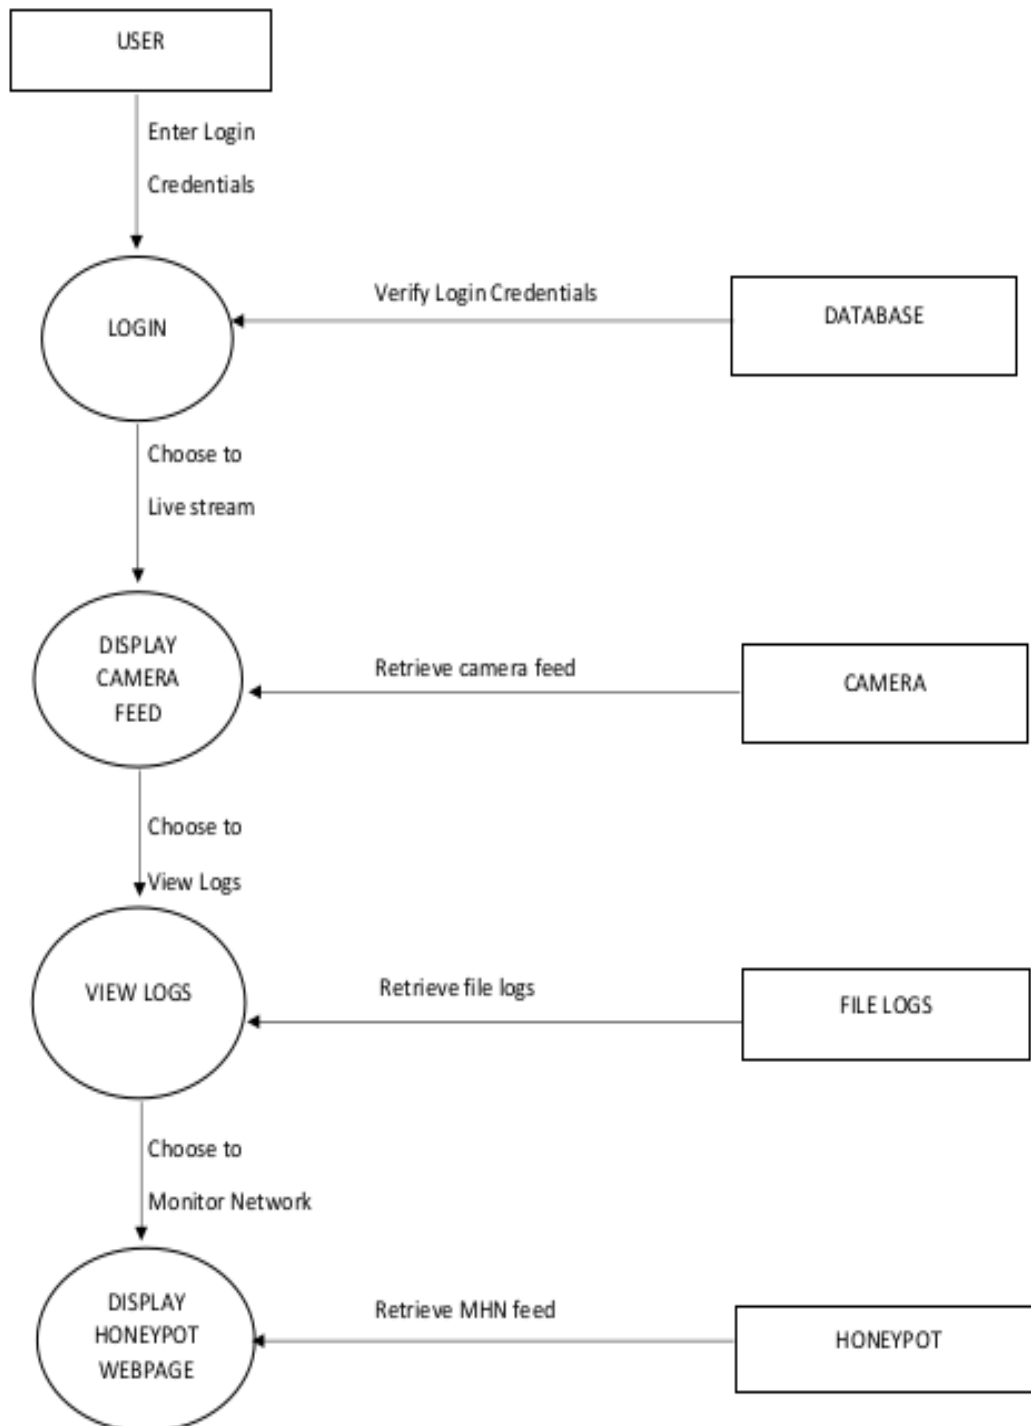 USER
Enter Login
Credentials
LOGIN
Verify Login Credentials
DATABASE
Choose to
Live stream
DISPLAY
CAMERA
FEED
Retrieve camera feed
CAMERA
Choose to
View Logs
VIEW LOGS
Retrieve file logs
FILE LOGS
Choose to
Monitor Network
DISPLAY
HONEYPOT
WEBPAGE
Retrieve MHN feed
HONEYPOT